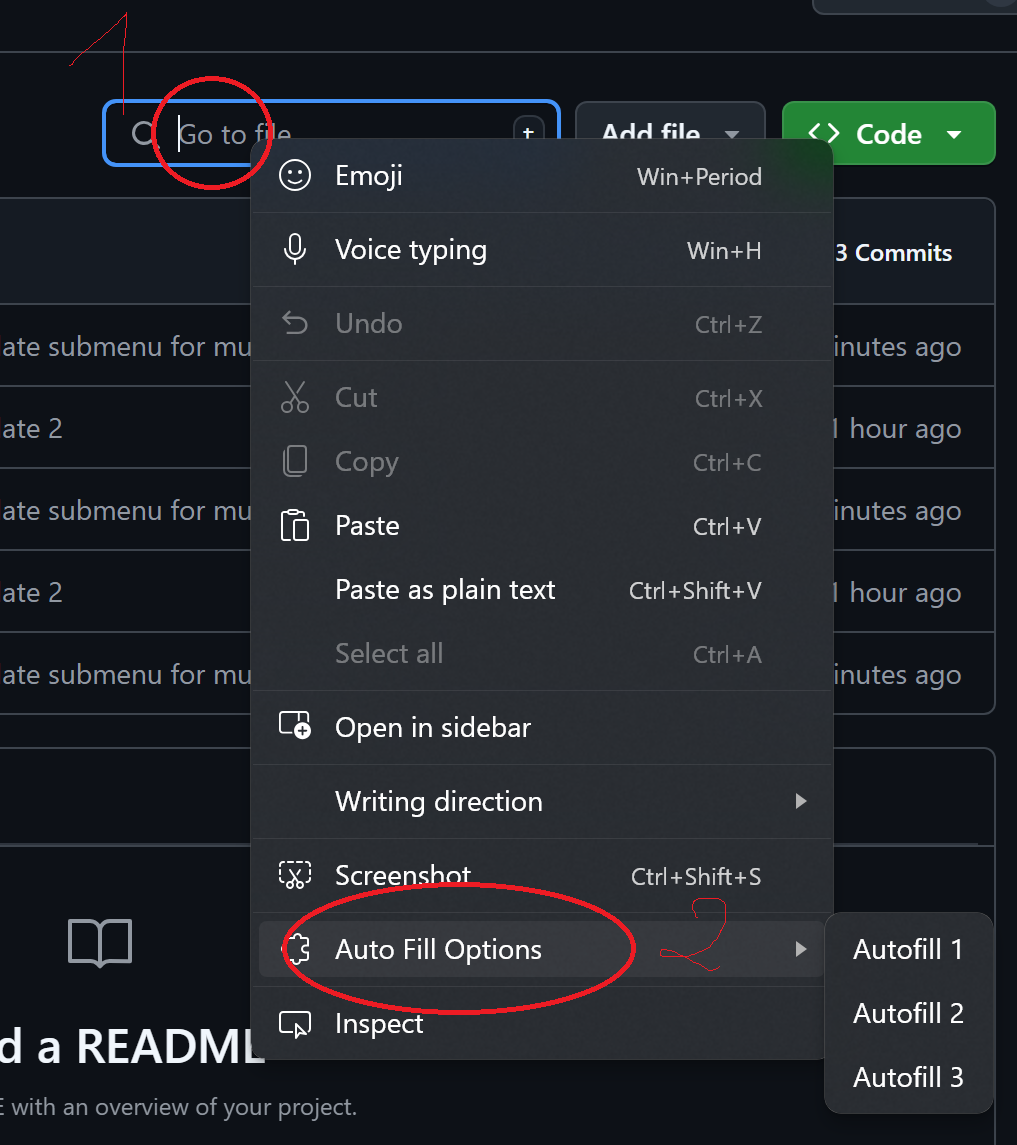 1
Go to file
t
Add file
Code
Emoji Win+Period
Voice typing Win+H
3 Commits
Undo Ctrl+Z
ate submenu for mu
inutes ago
Cut Ctrl+X
ate 2
1 hour ago
Copy Ctrl+C
ate submenu for mu
inutes ago
Paste Ctrl+V
Paste as plain text Ctrl+Shift+V
ate 2
1 hour ago
Select all Ctrl+A
ate submenu for mu
inutes ago
Open in sidebar
Writing direction
Screenshot Ctrl+Shift+S
2
Auto Fill Options
Autofill 1
Autofill 2
Autofill 3
Inspect
d a README
E with an overview of your project.